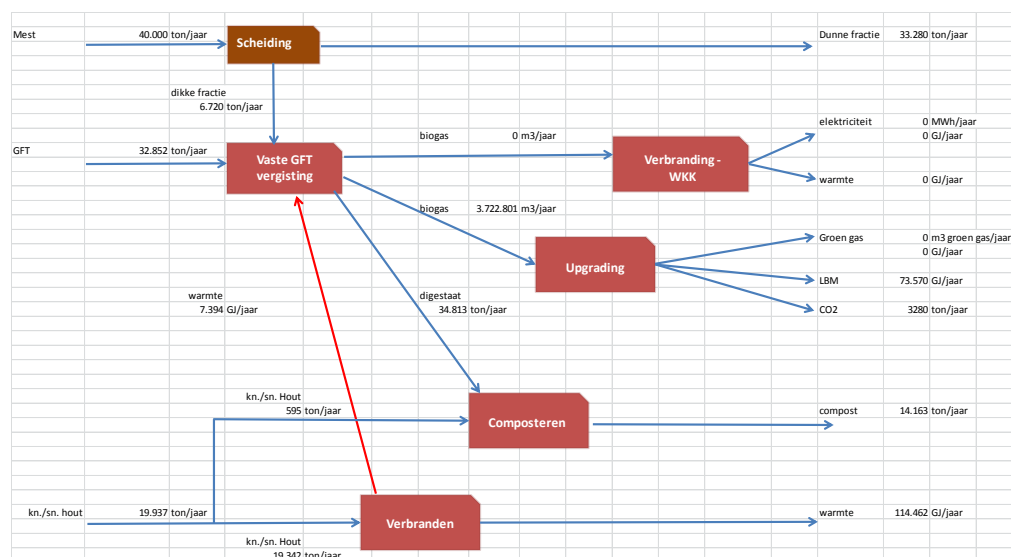 Mest 40.000 ton/jaar
Scheiding
Dunne fractie 33.280 ton/jaar
dikke fractie
6.720 ton/jaar
GFT 32.852 ton/jaar
Vaste GFT
vergisting
biogas 0 m3/jaar
Verbranding -
WKK
elektriciteit 0 MWh/jaar
0 GJ/jaar
warmte 0 GJ/jaar
biogas 3.722.801 m3/jaar
Upgrading
Groen gas 0 m3 groen gas/jaar
0 GJ/jaar
LBM 73.570 GJ/jaar
CO2 3280 ton/jaar
warmte
7.394 GJ/jaar
digestaat
34.813 ton/jaar
kn./sn. Hout
595 ton/jaar
Composteren
compost 14.163 ton/jaar
kn./sn. hout 19.937 ton/jaar
Verbranden
warmte 114.462 GJ/jaar
kn./sn. Hout
19.342 ton/jaar